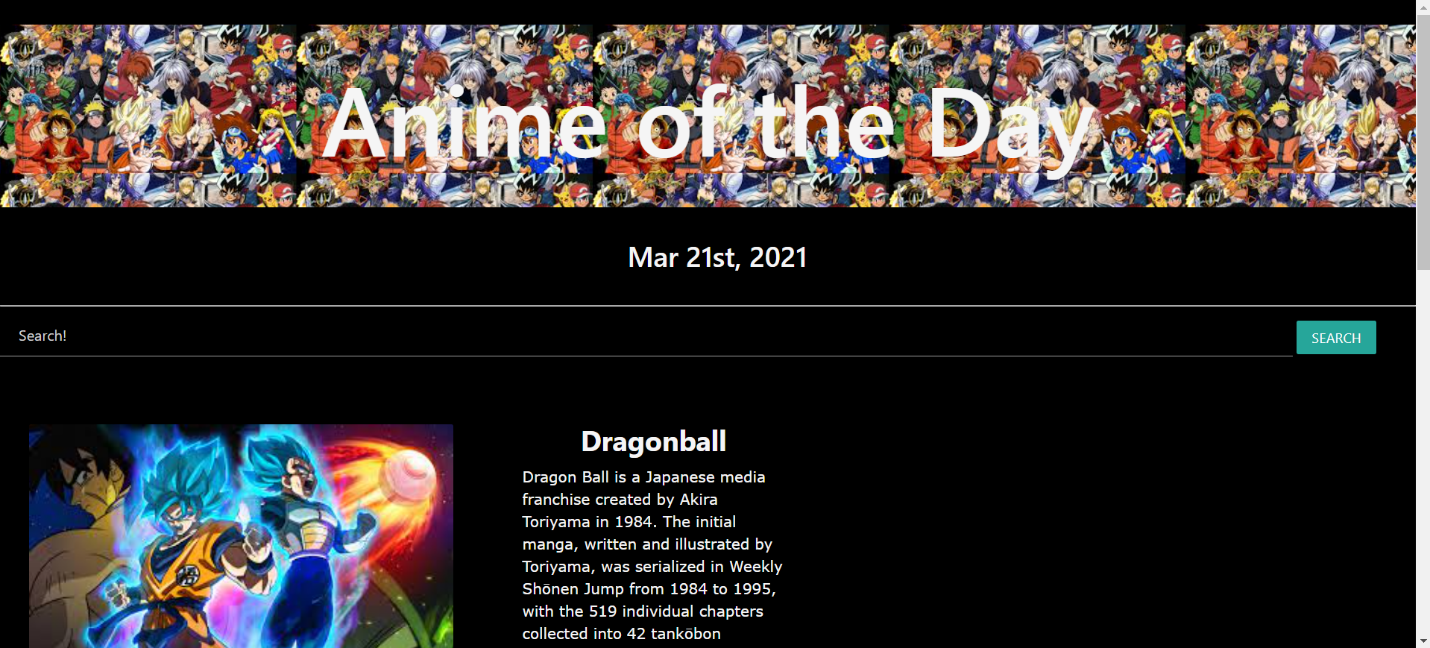 Anime of the Day
Mar 21st, 2021
Search!
SEARCH
Dragonball
Dragon Ball is a Japanese media
franchise created by Akira
Toriyama in 1984. The initial
manga, written and illustrated by
Toriyama, was serialized in Weekly
Shōnen Jump from 1984 to 1995,
with the 519 individual chapters
collected into 42 tankōbon